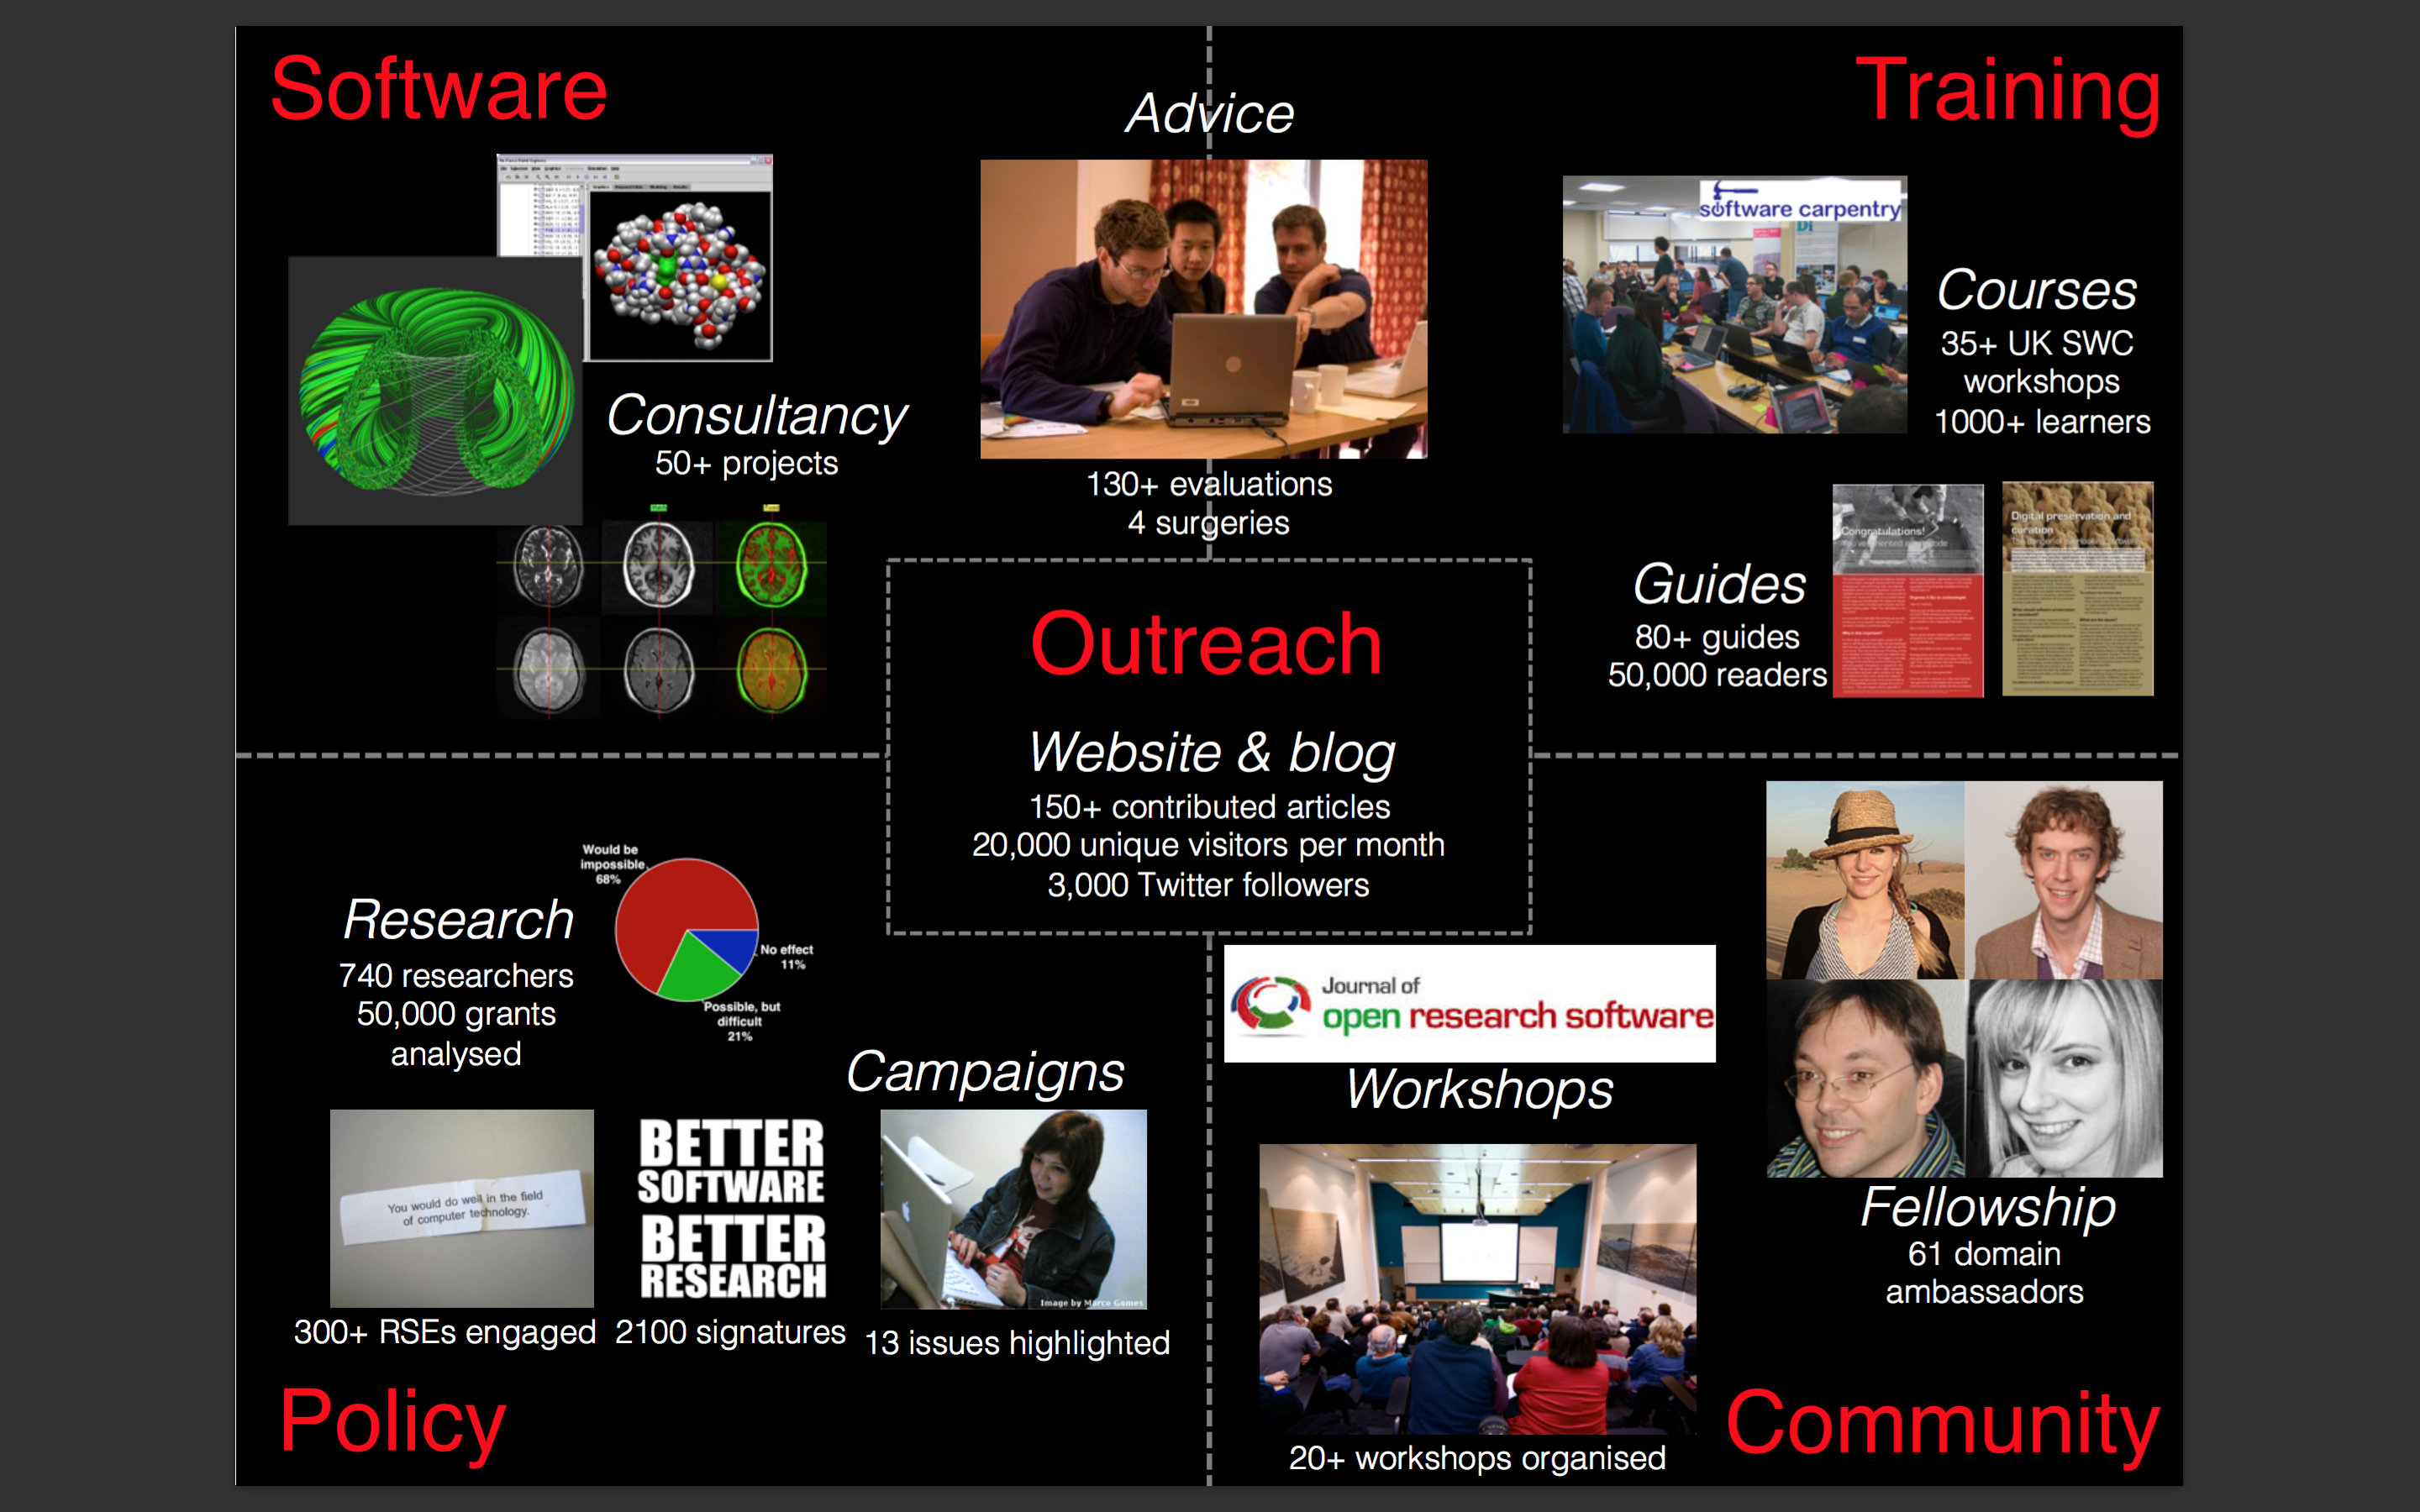 Software
Training
Advice
software carpentry
Courses
35+ UK SWC
workshops
1000+ learners
Consultancy
50+ projects
130+ evaluations
4 surgeries
Congratulations!
Digital preservation and
curation
Guides
80+ guides
50,000 readers
Outreach
Website & blog
150+ contributed articles
20,000 unique visitors per month
3,000 Twitter followers
Would be
impossible
68%
No effect
11%
Possible, but
difficult
21%
Research
740 researchers
50,000 grants
analysed
Campaigns
You would do well in the field
of computer technology.
BETTER
SOFTWARE
BETTER
RESEARCH
Image by Marco Gomes
300+ RSEs engaged
2100 signatures
13 issues highlighted
Policy
Journal of
open research software
Workshops
20+ workshops organised
Fellowship
61 domain
ambassadors
Community